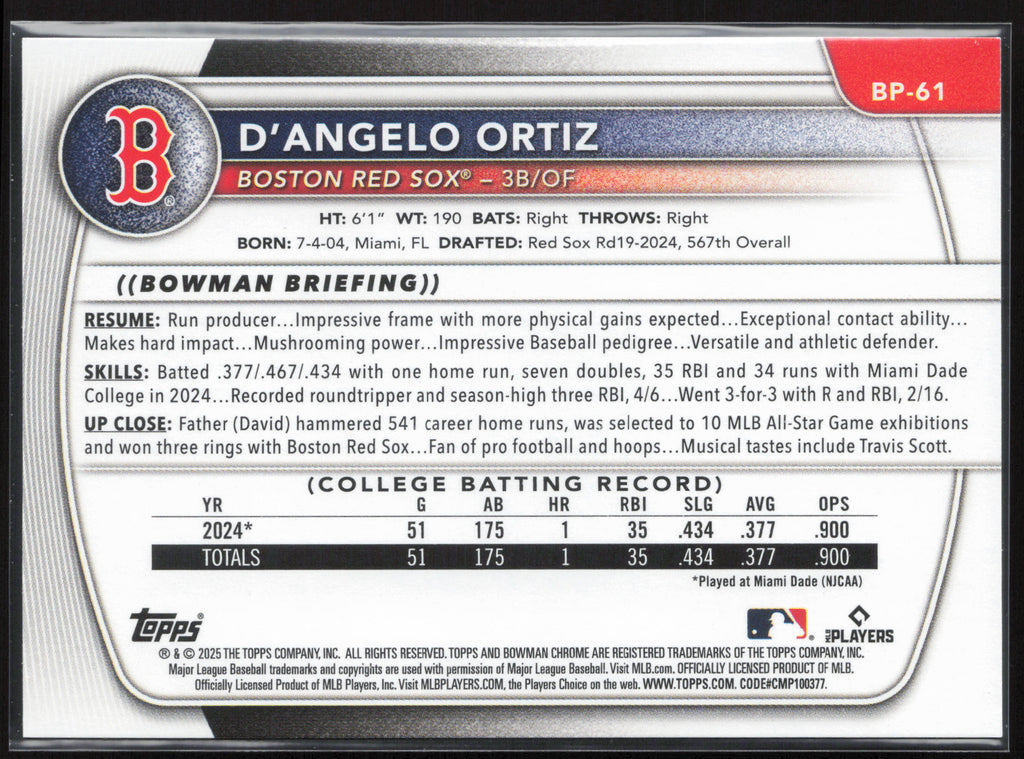 BP-61
B®
D'ANGELO ORTIZ
BOSTON RED SOX® – 3B/OF
HT: 6'1" WT: 190 BATS: Right THROWS: Right
BORN: 7-4-04, Miami, FL DRAFTED: Red Sox Rd19-2024, 567th Overall
((BOWMAN BRIEFING))
RESUME: Run producer...Impressive frame with more physical gains expected...Exceptional contact ability...
Makes hard impact...Mushrooming power...Impressive Baseball pedigree...Versatile and athletic defender.
SKILLS: Batted .377/.467/.434 with one home run, seven doubles, 35 RBI and 34 runs with Miami Dade
College in 2024...Recorded roundtripper and season-high three RBI, 4/6...Went 3-for-3 with R and RBI, 2/16.
UP CLOSE: Father (David) hammered 541 career home runs, was selected to 10 MLB All-Star Game exhibitions
and won three rings with Boston Red Sox...Fan of pro football and hoops...Musical tastes include Travis Scott.
(COLLEGE BATTING RECORD)
YR G AB HR RBI SLG AVG OPS
2024* 51 175 1 35 .434 .377 .900
TOTALS 51 175 1 35 .434 .377 .900
*Played at Miami Dade (NJCAA)
Topps® ® MLB PLAYERS
® & © 2025 THE TOPPS COMPANY, INC. ALL RIGHTS RESERVED. TOPPS AND BOWMAN CHROME ARE REGISTERED TRADEMARKS OF THE TOPPS COMPANY, INC.
Major League Baseball trademarks and copyrights are used with permission of Major League Baseball. Visit MLB.com. OFFICIALLY LICENSED PRODUCT OF MLB.
Officially Licensed Product of MLB Players, Inc. Visit MLBPLAYERS.COM, the Players Choice on the web. WWW.TOPPS.COM. CODE#CMP100377.